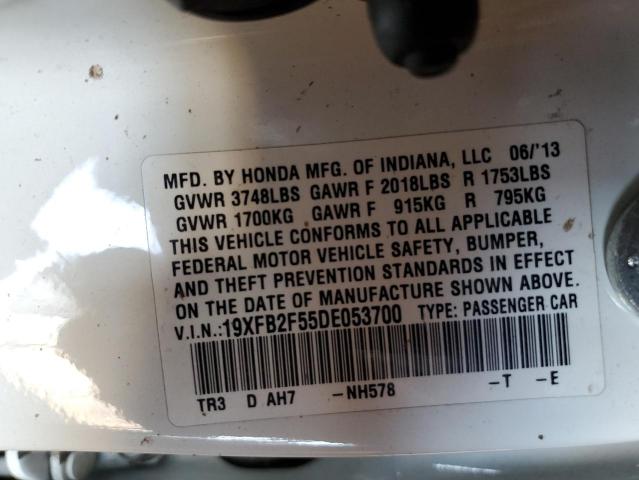 MFD. BY HONDA MFG. OF INDIANA, LLC 06/'13
GVWR 3748LBS GAWR F 2018LBS R 1753LBS
GVWR 1700KG GAWR F 915KG R 795KG
THIS VEHICLE CONFORMS TO ALL APPLICABLE
FEDERAL MOTOR VEHICLE SAFETY, BUMPER,
AND THEFT PREVENTION STANDARDS IN EFFECT
ON THE DATE OF MANUFACTURE SHOWN ABOVE.
V.I.N.:19XFB2F55DE053700 TYPE: PASSENGER CAR
TR3 D AH7 -NH578 -T -E